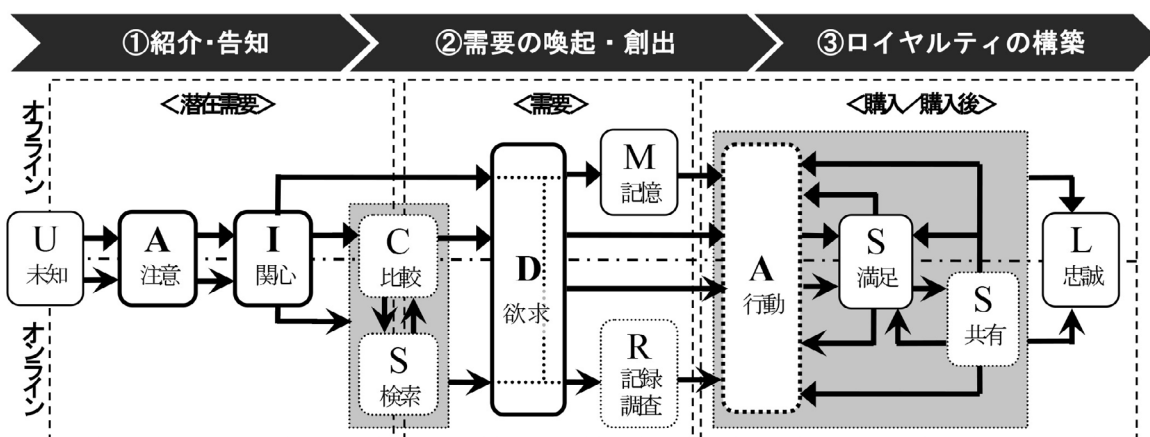 ①紹介・告知
②需要の喚起・創出
③ロイヤルティの構築
オフライン
オンライン
<潜在需要>
<需要>
<購入/購入後>
U
未知
A
注意
I
関心
C
比較
S
検索
D
欲求
M
記憶
R
記録
調査
A
行動
S
満足
S
共有
L
忠誠